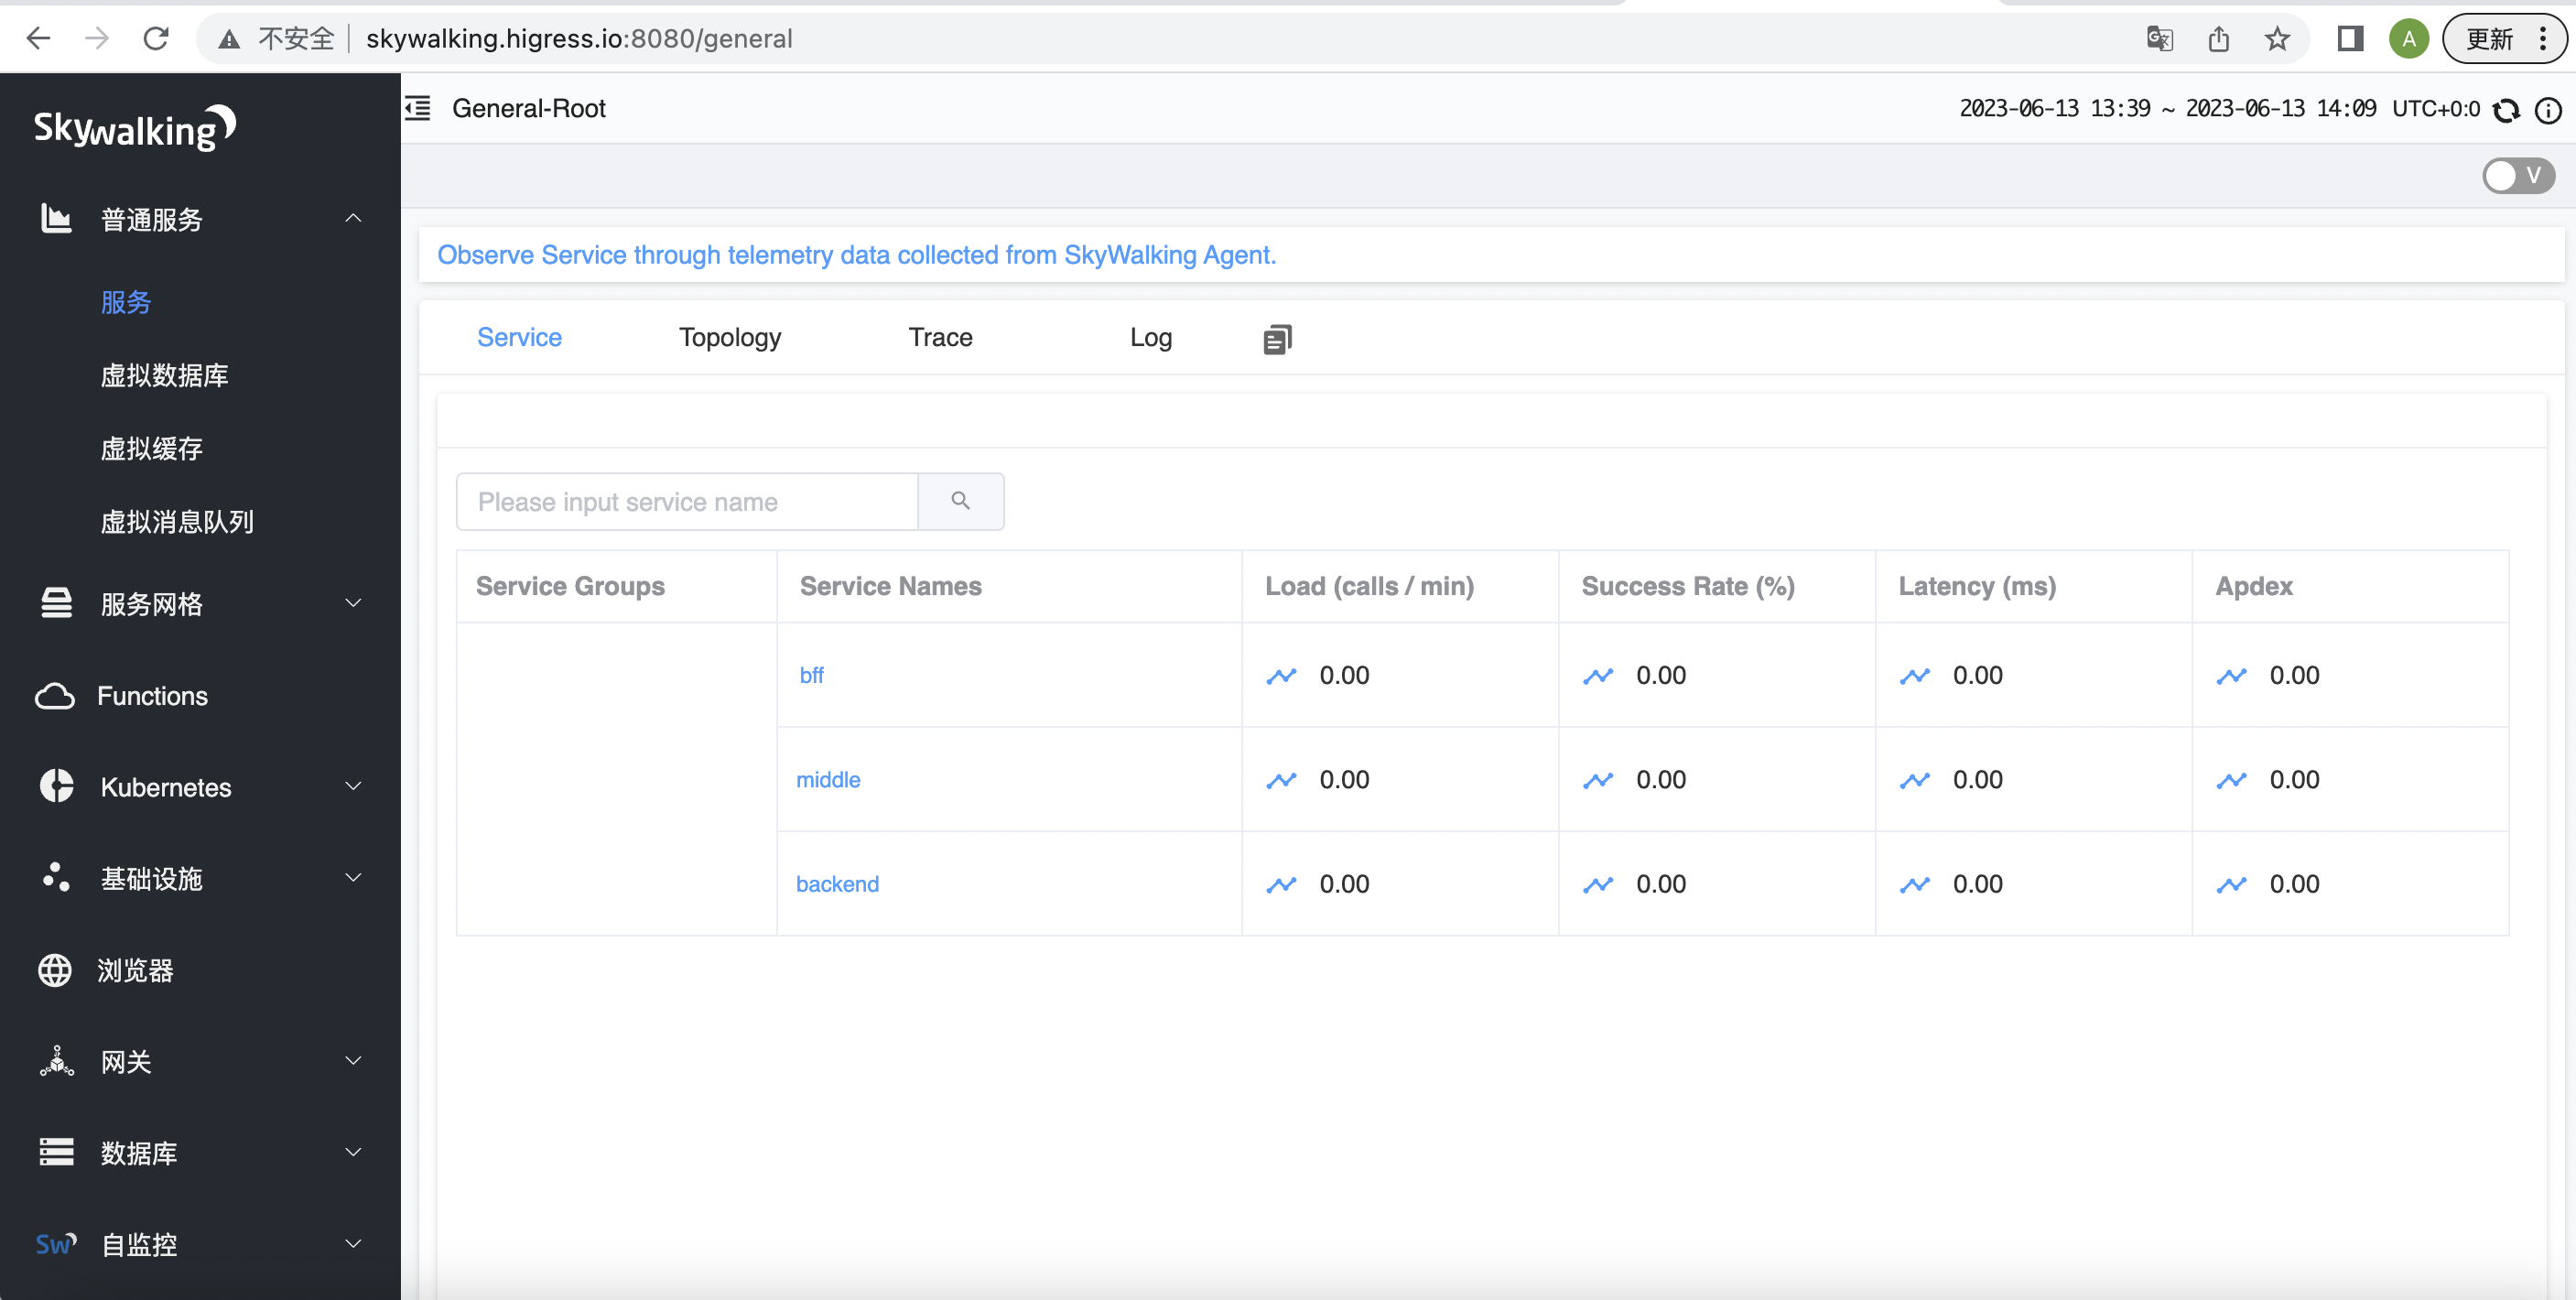 不安全 skywalking.higress.io:8080/general 更新
Skywalking
General-Root
2023-06-13 13:39 ~ 2023-06-13 14:09 UTC+0:0
V
普通服务
服务
虚拟数据库
虚拟缓存
虚拟消息队列
服务网格
Functions
Kubernetes
基础设施
浏览器
网关
数据库
Sw 自监控
Observe Service through telemetry data collected from SkyWalking Agent.
Service Topology Trace Log
Please input service name
Service Groups Service Names Load (calls / min) Success Rate (%) Latency (ms) Apdex
bff 0.00 0.00 0.00 0.00
middle 0.00 0.00 0.00 0.00
backend 0.00 0.00 0.00 0.00
A